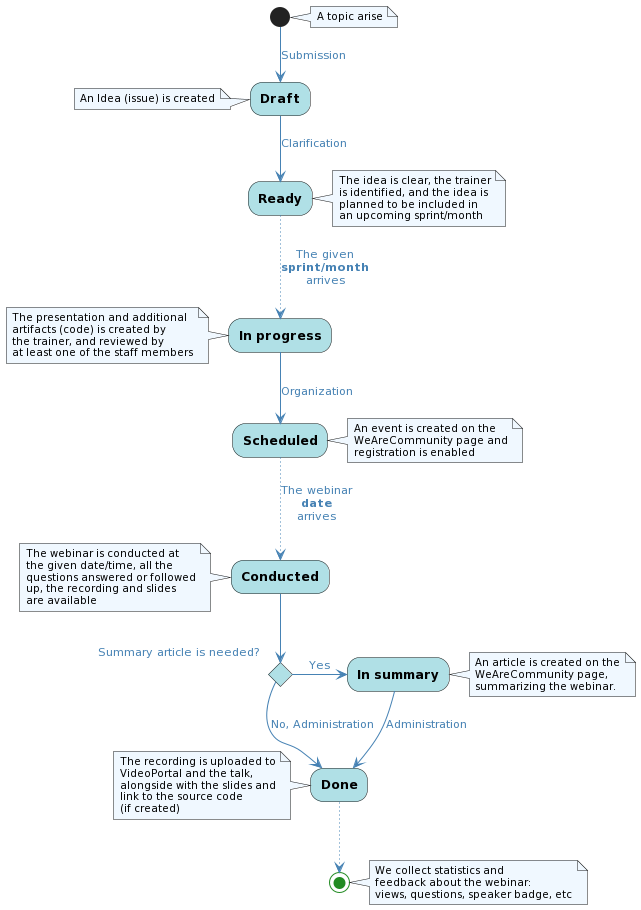 A topic arise
Submission
An Idea (issue) is created
Draft
Clarification
Ready
The idea is clear, the trainer
is identified, and the idea is
planned to be included in
an upcoming sprint/month
The given
sprint/month
arrives
The presentation and additional
artifacts (code) is created by
the trainer, and reviewed by
at least one of the staff members
In progress
Organization
Scheduled
An event is created on the
WeAreCommunity page and
registration is enabled
The webinar
date
arrives
The webinar is conducted at
the given date/time, all the
questions answered or followed
up, the recording and slides
are available
Conducted
Summary article is needed?
Yes
In summary
An article is created on the
WeAreCommunity page,
summarizing the webinar.
No, Administration
Administration
The recording is uploaded to
VideoPortal and the talk,
alongside with the slides and
link to the source code
(if created)
Done
We collect statistics and
feedback about the webinar:
views, questions, speaker badge, etc